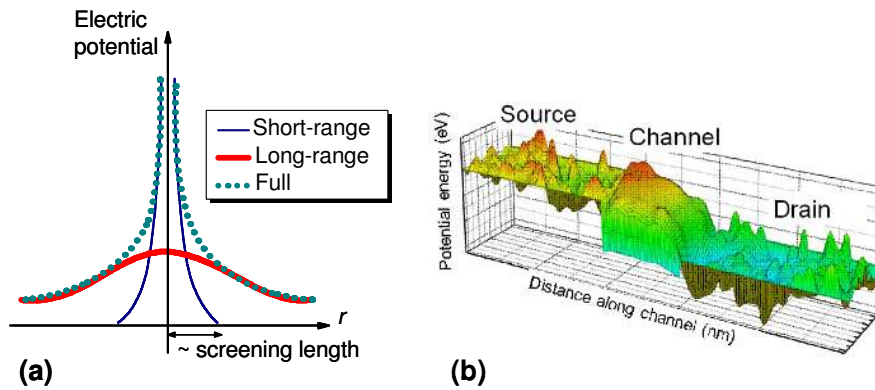 Electric
potential
Short-range
Long-range
Full
r
~ screening length
(a)
Source
Channel
Drain
Potential energy (eV)
Distance along channel (nm)
(b)